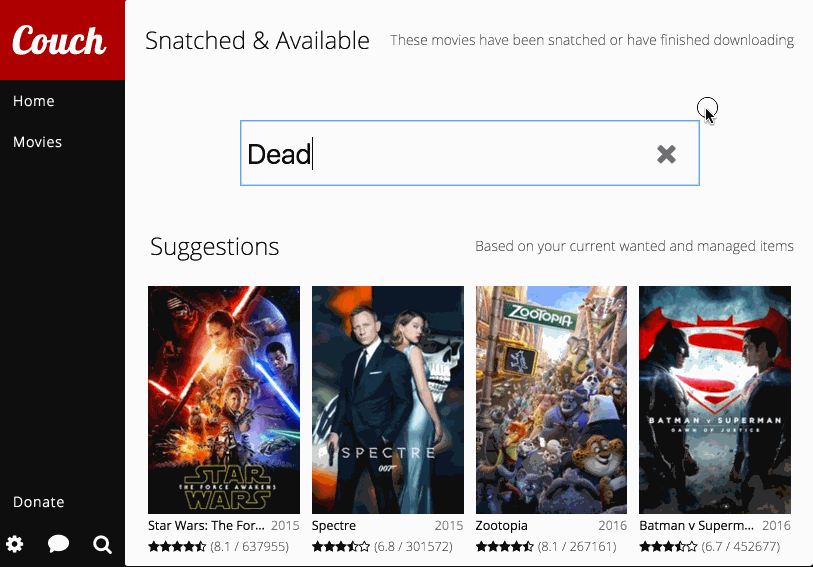 Couch
Snatched & Available
These movies have been snatched or have finished downloading
Home
Movies
Dead
Suggestions
Based on your current wanted and managed items
ZOOTOPIA
STAR
THE FORCE AWAKENS
WARS
SPECTRE
007
BATMAN V SUPERMAN
DAWN OF JUSTICE
Star Wars: The For... 2015
Spectre 2015
Zootopia 2016
Batman v Superm... 2016
(8.1 / 637955)
(6.8 / 301572)
(8.1 / 267161)
(6.7 / 452677)
Donate